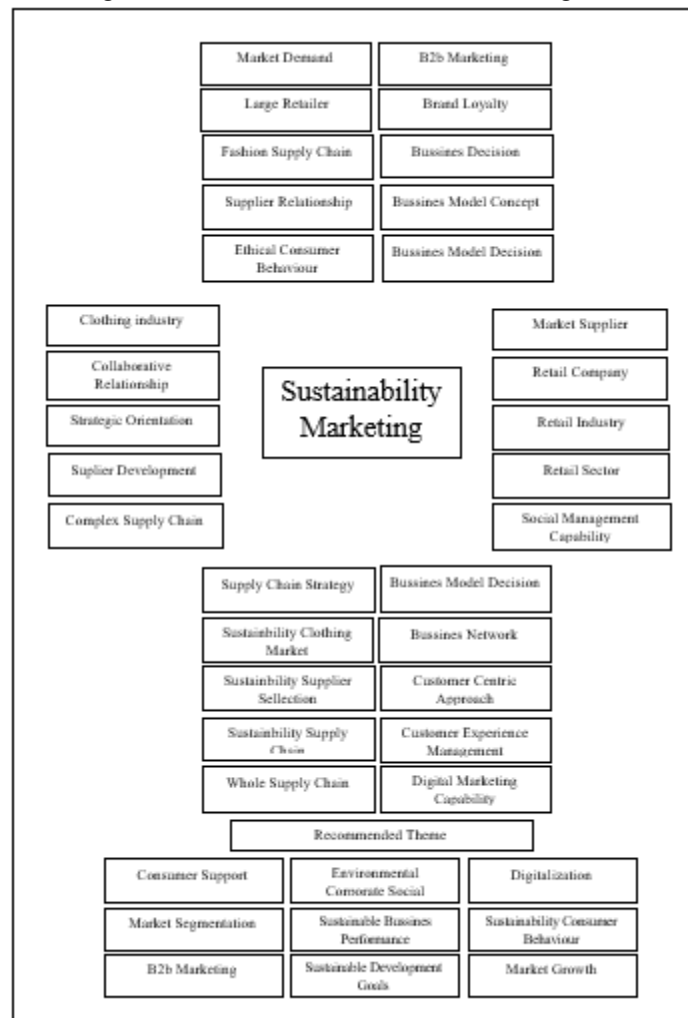 Market Demand
B2b Marketing
Large Retailer
Brand Loyalty
Fashion Supply Chain
Bussines Decision
Supplier Relationship
Bussines Model Concept
Ethical Consumer
Behaviour
Bussines Model Decision
Clothing industry
Collaborative
Relationship
Strategic Orientation
Suplier Development
Complex Supply Chain
Sustainability
Marketing
Market Supplier
Retail Company
Retail Industry
Retail Sector
Social Management
Capability
Supply Chain Strategy
Bussines Model Decision
Sustainbility Clothing
Market
Bussines Network
Sustainbility Supplier
Sellection
Customer Centric
Approach
Sustainbility Supply
Chain
Customer Experience
Management
Whole Supply Chain
Digital Marketing
Capability
Recommended Theme
Consumer Support
Environmental
Corporate Social
Digitalization
Market Segmentation
Sustainable Bussines
Performance
Sustainability Consumer
Behaviour
B2b Marketing
Sustainable Development
Goals
Market Growth